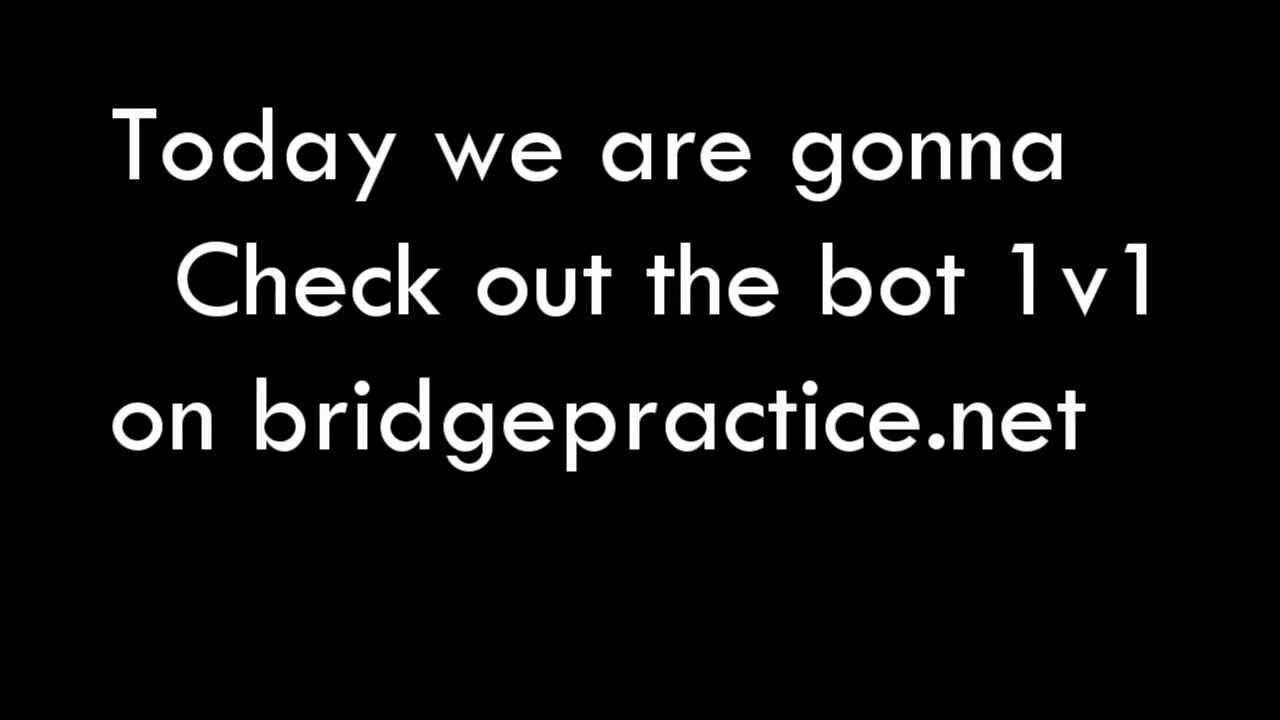 Today we are gonna
Check out the bot 1v1
on bridgepractice.net